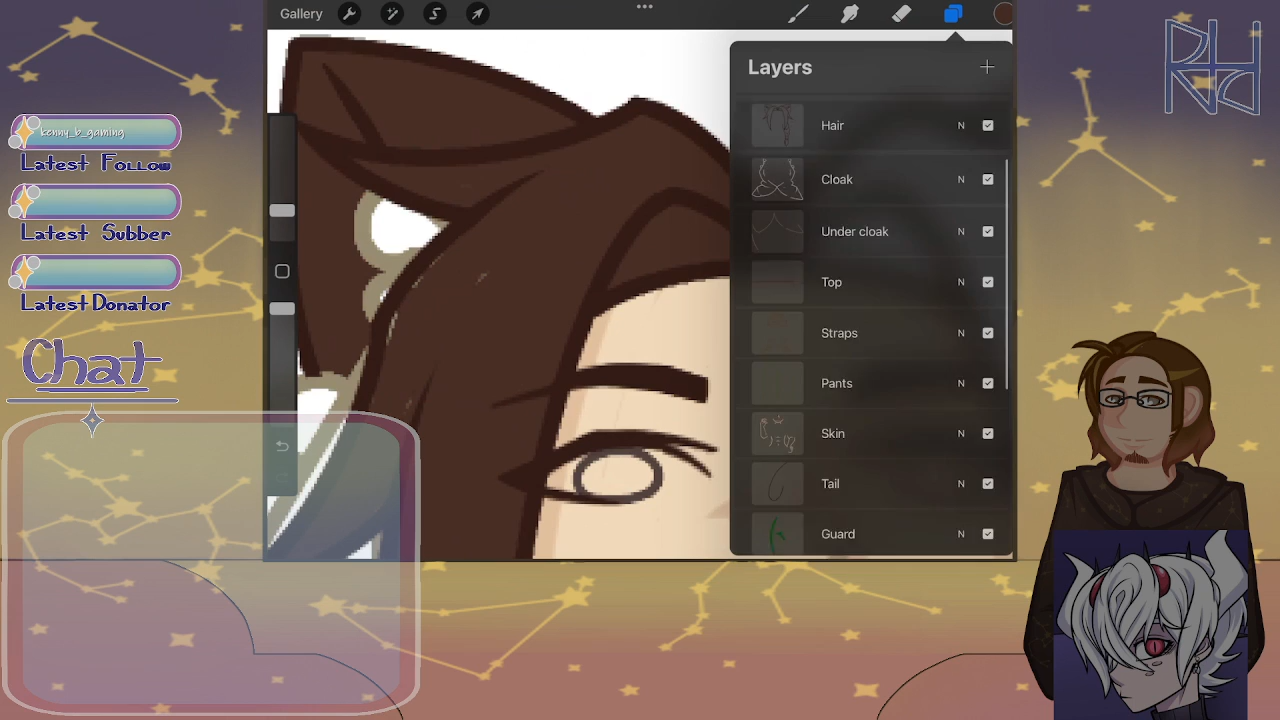 Gallery
Layers
Hair N
Cloak N
Under cloak N
Top N
Straps N
Pants N
Skin N
Tail N
Guard N
kenny_b_gaming
Latest Follow
Latest Subber
Latest Donator
Chat